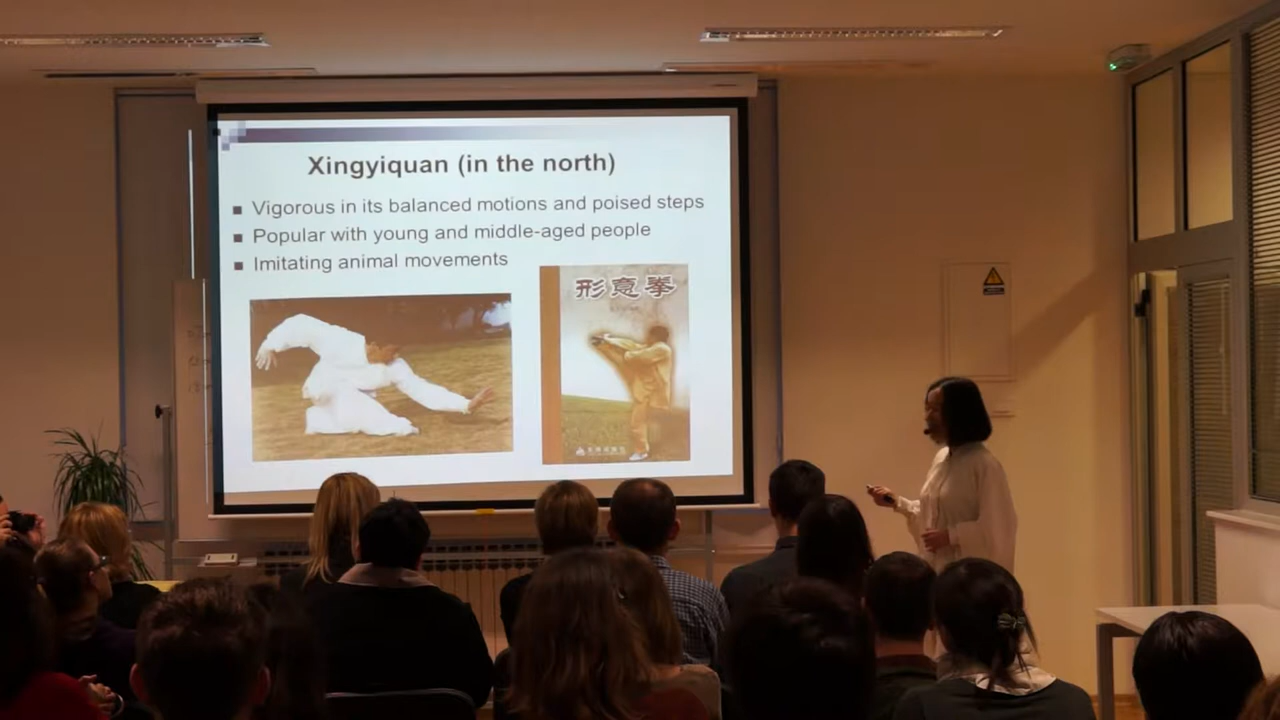 Xingyiquan (in the north)
Vigorous in its balanced motions and poised steps
Popular with young and middle-aged people
Imitating animal movements
形意拳